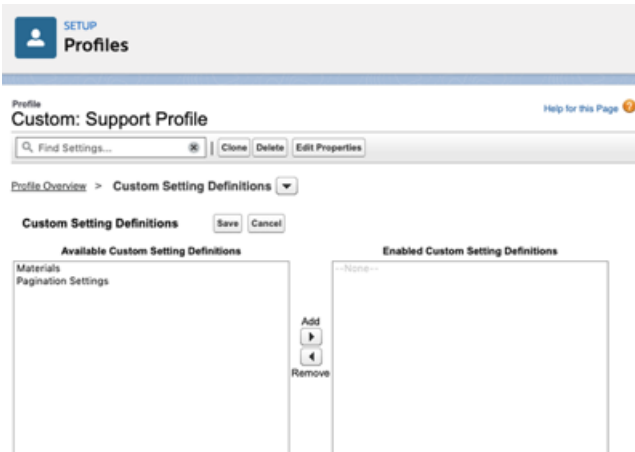 SETUP
Profiles
Profile
Custom: Support Profile
Help for this Page
Find Settings...
Clone
Delete
Edit Properties
Profile Overview > Custom Setting Definitions
Custom Setting Definitions
Save
Cancel
Available Custom Setting Definitions
Materials
Pagination Settings
Add
Remove
Enabled Custom Setting Definitions
--None--